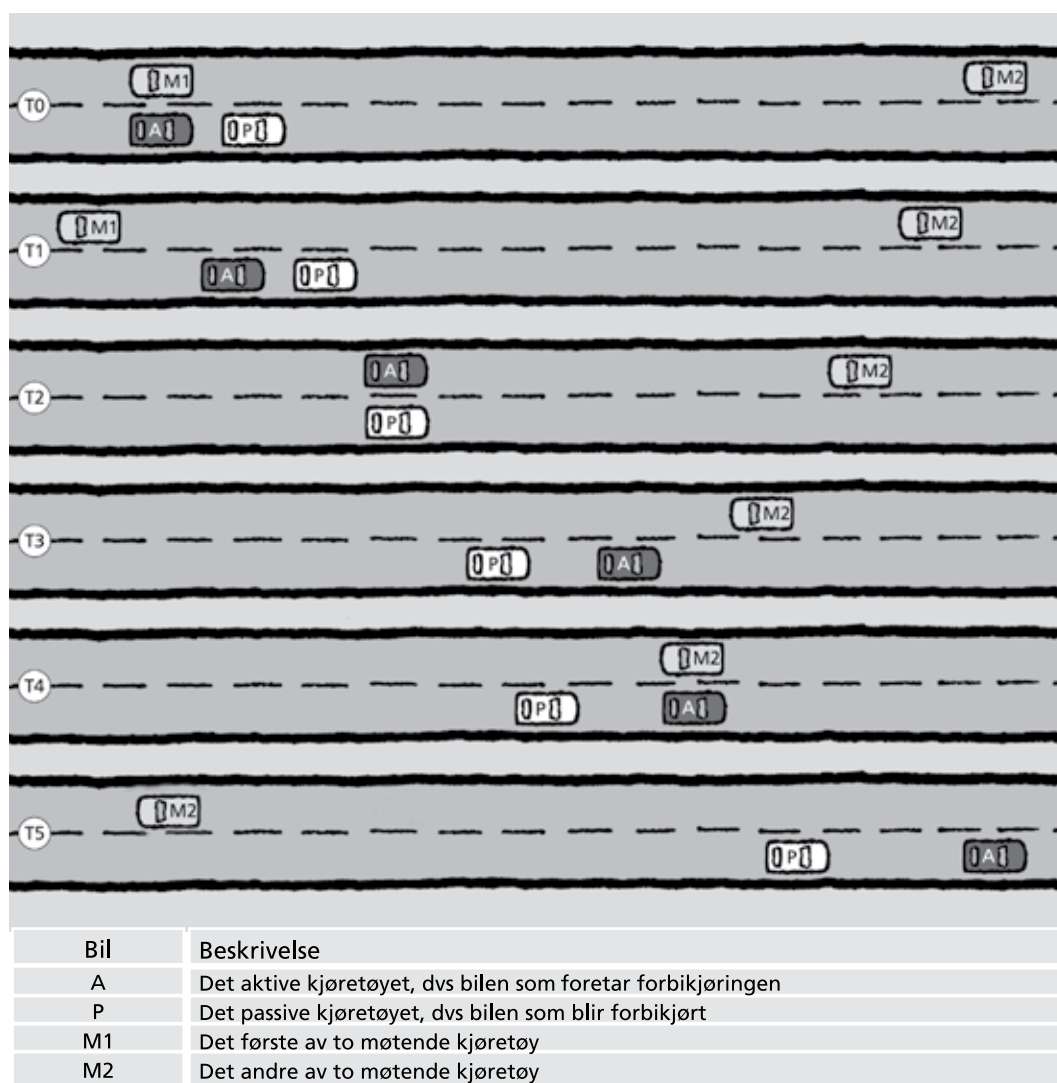 M1 M2
T0
A P
M1 M2
T1
A P
A M2
T2
P
M2
T3
P A
M2
T4
P A
M2
T5
P A
Bil Beskrivelse
A Det aktive kjøretøyet, dvs bilen som foretar forbikjøringen
P Det passive kjøretøyet, dvs bilen som blir forbikjørt
M1 Det første av to møtende kjøretøy
M2 Det andre av to møtende kjøretøy